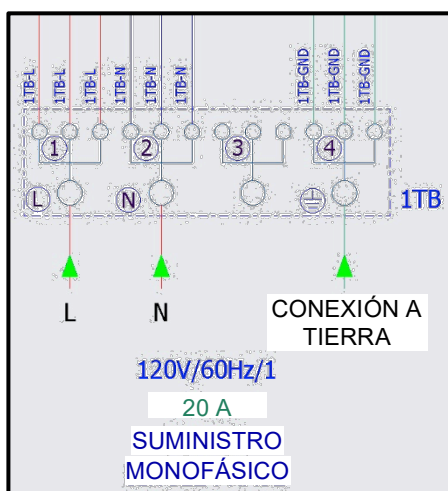 1TB-L
1TB-L
1TB-L
1TB-N
1TB-N
1TB-N
1TB-GND
1TB-GND
1TB-GND
1
2
3
4
L
N
1TB
L
N
CONEXIÓN A
TIERRA
120V/60Hz/1
20 A
SUMINISTRO
MONOFÁSICO